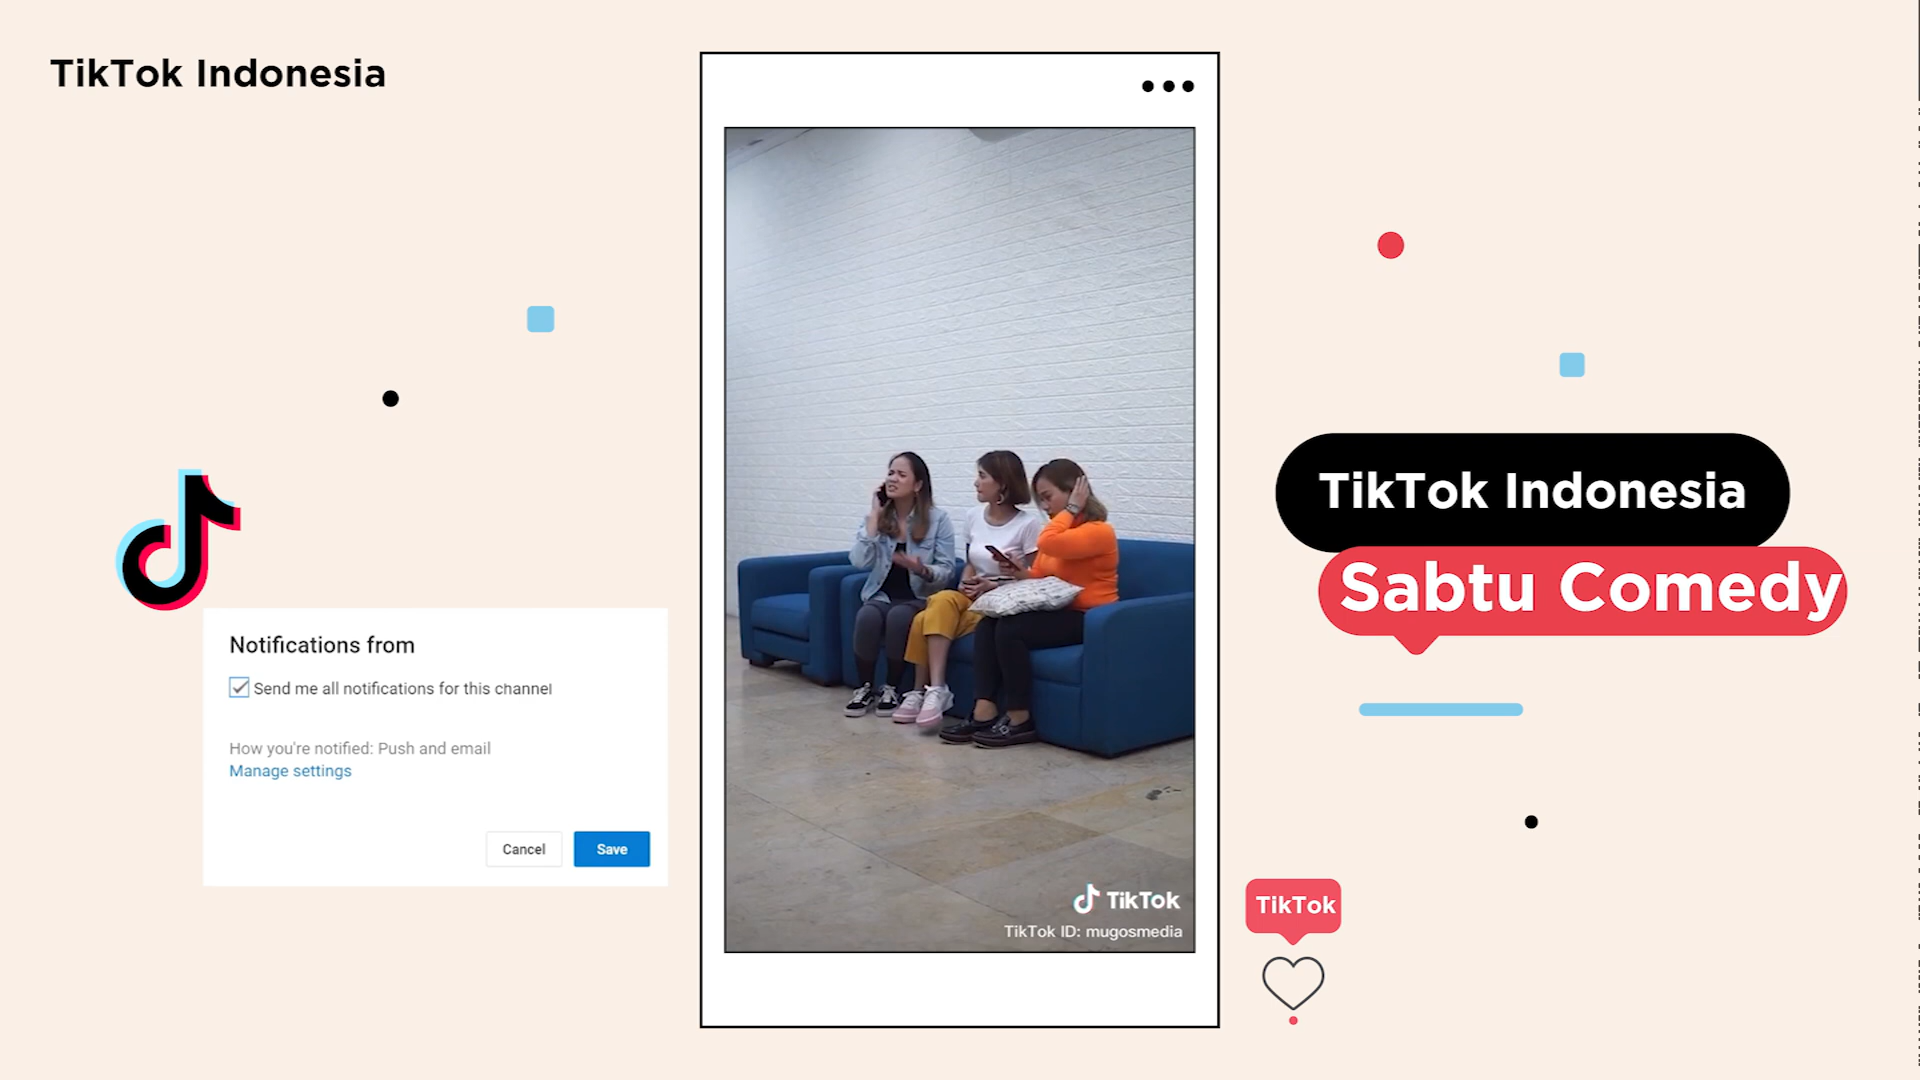 TikTok Indonesia
Notifications from
Send me all notifications for this channel
How you're notified: Push and email
Manage settings
Cancel
Save
TikTok
TikTok ID: mugosmedia
TikTok Indonesia
Sabtu Comedy
TikTok